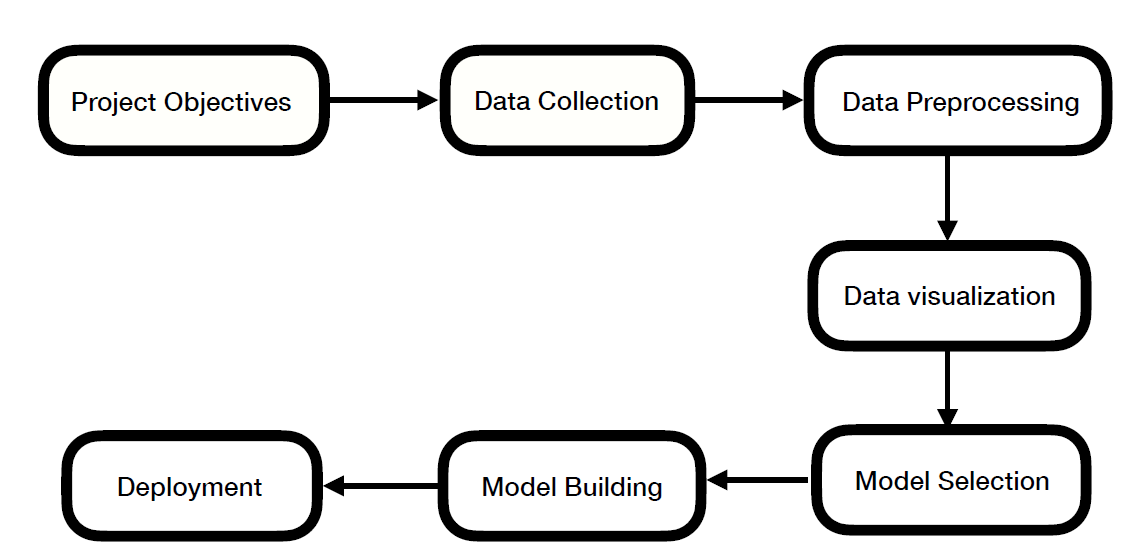 Project Objectives
Data Collection
Data Preprocessing
Data visualization
Model Selection
Model Building
Deployment